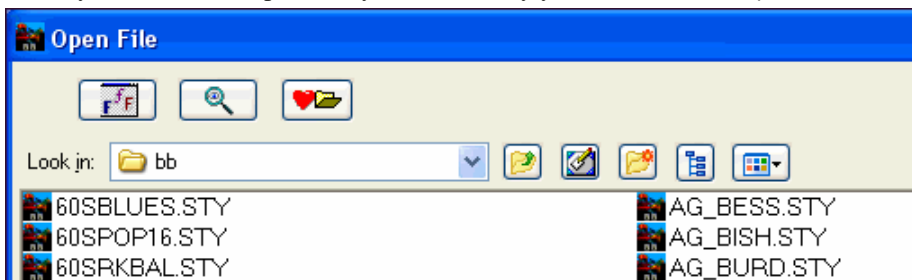 Open File
F f F
Look in: bb
60SBLUES.STY
60SPOP16.STY
60SRKBAL.STY
AG_BESS.STY
AG_BISH.STY
AG_BURD.STY